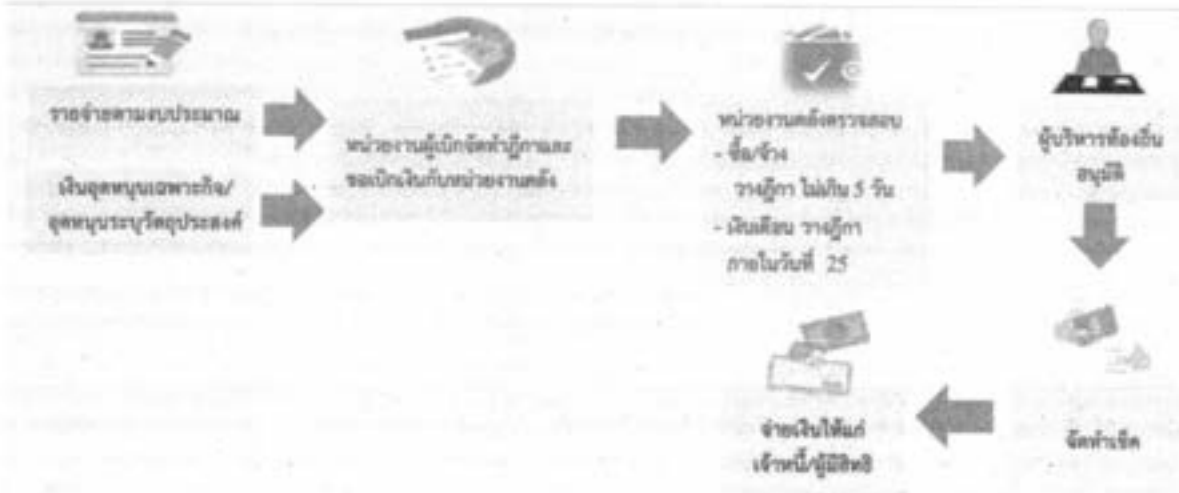 รายจ่ายตามงบประมาณ
เงินอุดหนุนเฉพาะกิจ/
อุดหนุนระบุวัตถุประสงค์
หน่วยงานผู้เบิกจัดทำฎีกาและ
ขอเบิกเงินกับหน่วยงานคลัง
หน่วยงานคลังตรวจสอบ
- ซื้อ/จ้าง
วางฎีกา ไม่เกิน 5 วัน
- เงินเดือน วางฎีกา
ภายในวันที่ 25
ผู้บริหารท้องถิ่น
อนุมัติ
จัดทำเช็ค
จ่ายเงินให้แก่
เจ้าหนี้/ผู้มีสิทธิ